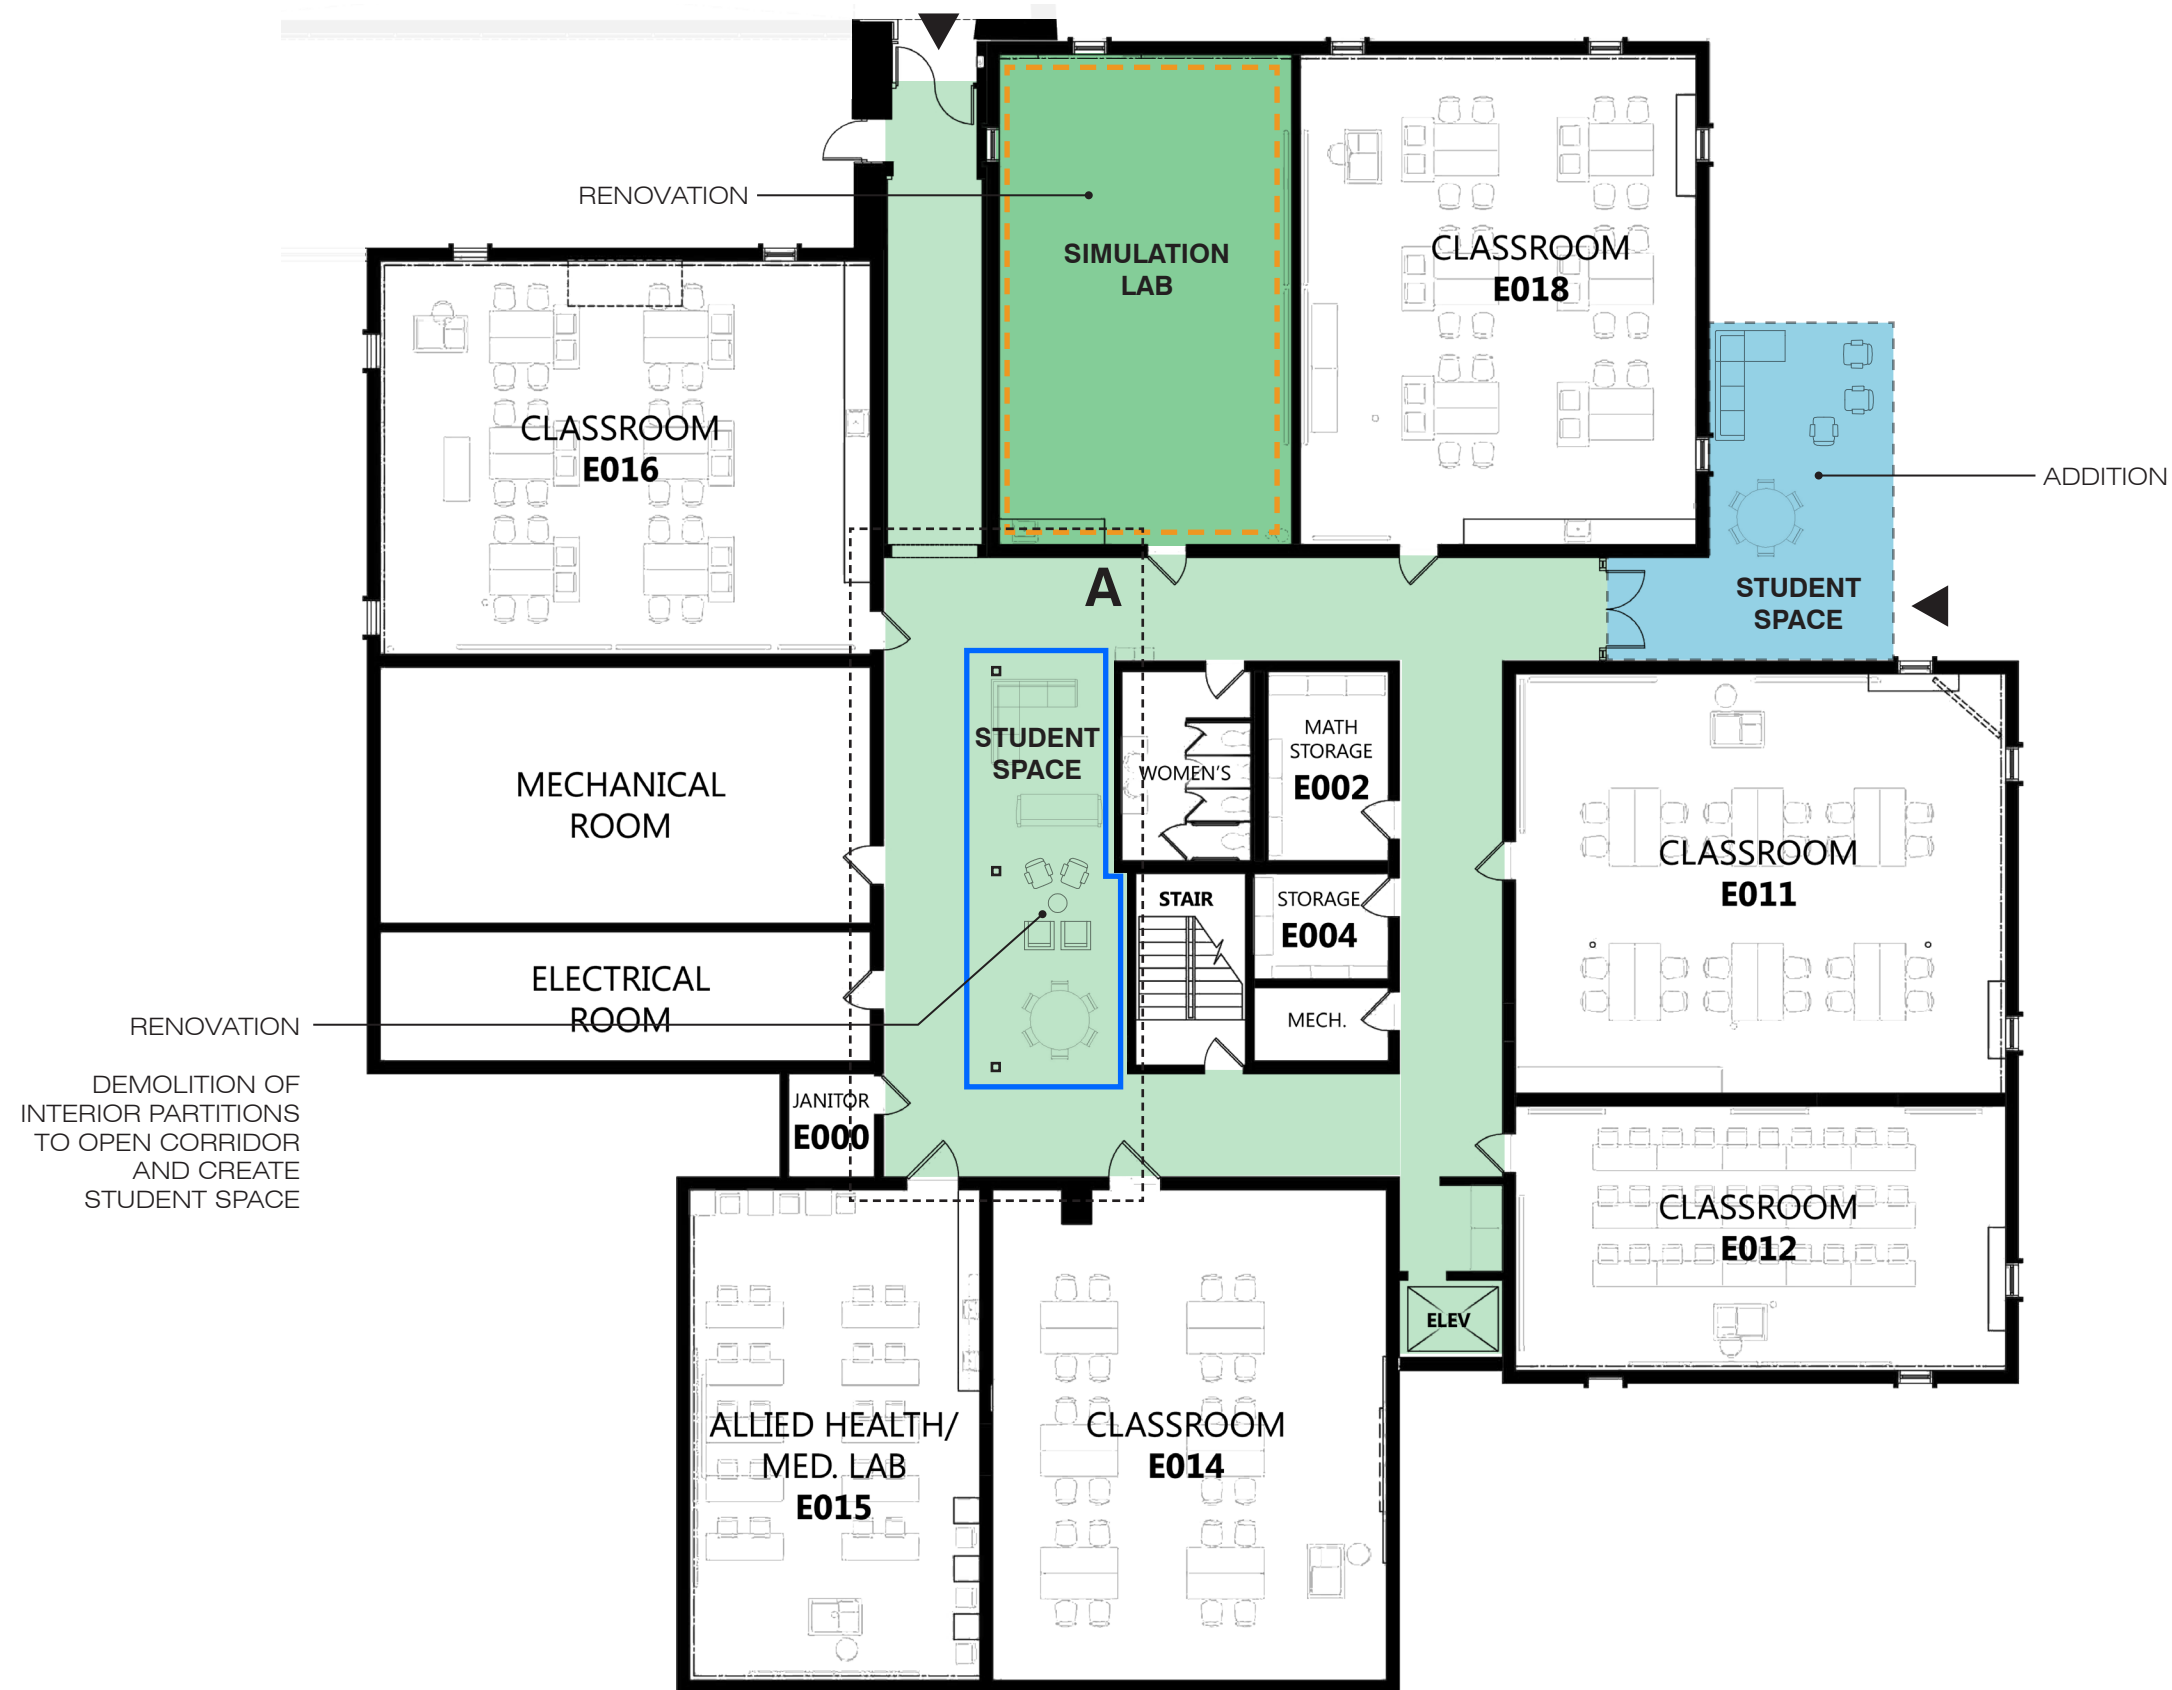 RENOVATION
SIMULATION
LAB
CLASSROOM
E018
CLASSROOM
E016
ADDITION
A
STUDENT
SPACE
STUDENT
SPACE
MATH
STORAGE
E002
WOMEN'S
MECHANICAL
ROOM
CLASSROOM
E011
STAIR
STORAGE
E004
ELECTRICAL
ROOM
MECH.
RENOVATION
DEMOLITION OF
INTERIOR PARTITIONS
TO OPEN CORRIDOR
AND CREATE
STUDENT SPACE
JANITOR
E000
CLASSROOM
E012
ELEV
ALLIED HEALTH/
MED. LAB
E015
CLASSROOM
E014